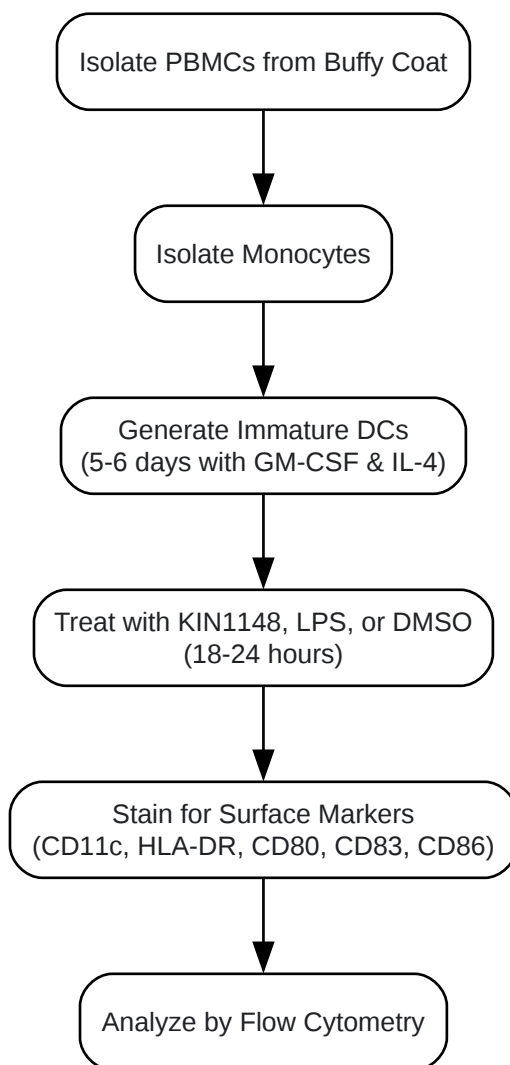 Isolate PBMCs from Buffy Coat
Isolate Monocytes
Generate Immature DCs
(5-6 days with GM-CSF & IL-4)
Treat with KIN1148, LPS, or DMSO
(18-24 hours)
Stain for Surface Markers
(CD11c, HLA-DR, CD80, CD83, CD86)
Analyze by Flow Cytometry